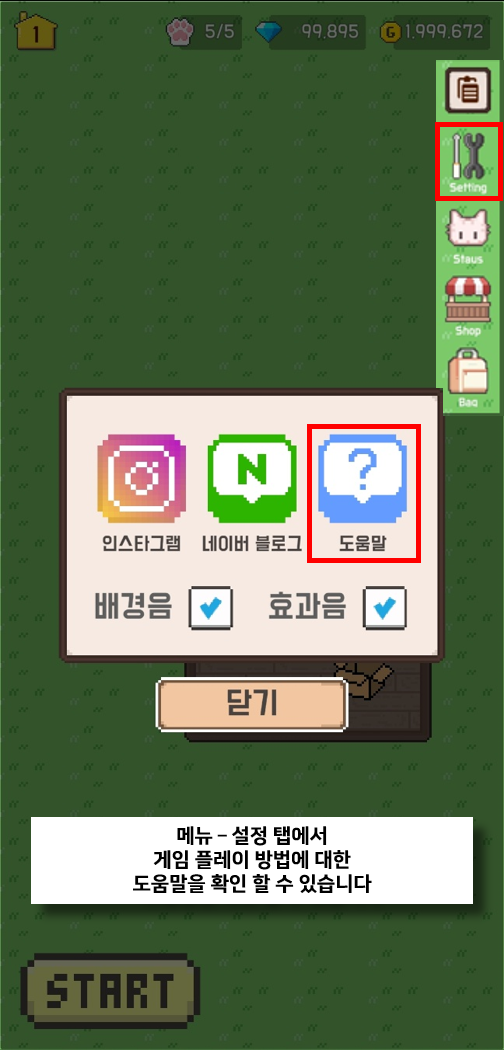 1
5/5
99,895
G 1,999,672
Setting
Staus
Shop
Bag
N
?
인스타그램 네이버 블로그 도움말
배경음 효과음
닫기
메뉴 – 설정 탭에서
게임 플레이 방법에 대한
도움말을 확인 할 수 있습니다
START